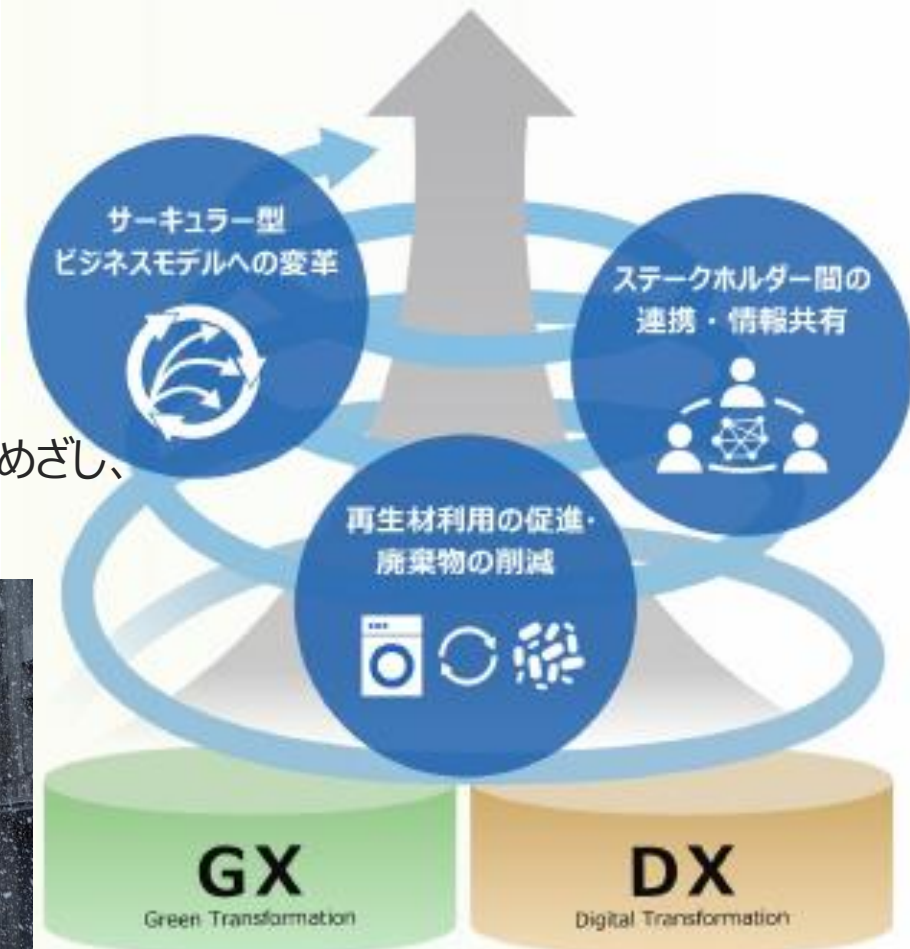 サーキュラー型
ビジネスモデルへの変革
ステークホルダー間の
連携・情報共有
めざし、
再生材利用の促進・
廃棄物の削減
GX
Green Transformation
DX
Digital Transformation